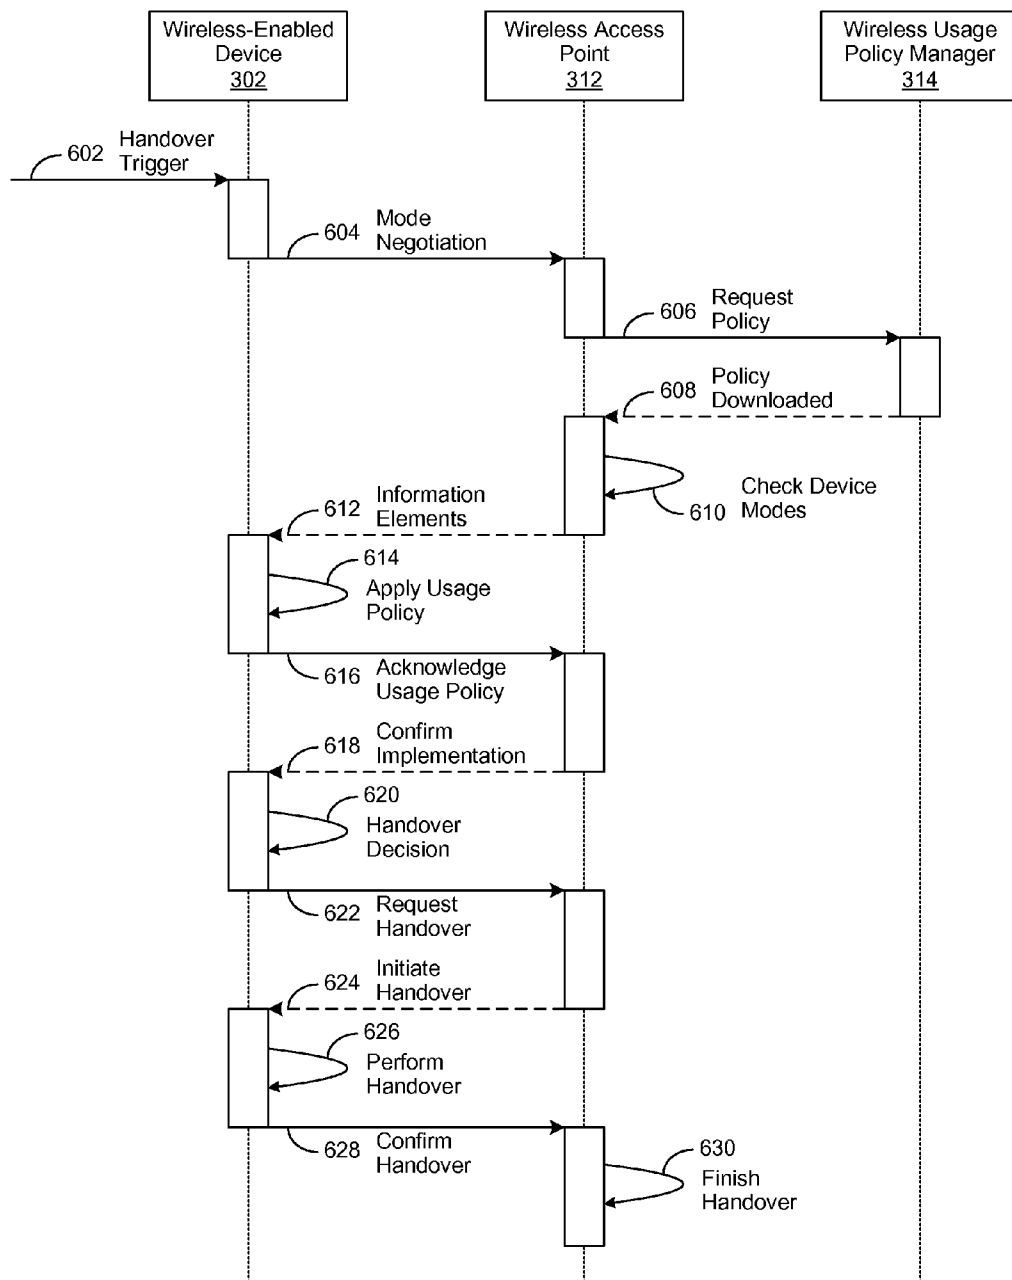 Wireless-Enabled
Device
302
Wireless Access
Point
312
Wireless Usage
Policy Manager
314
602
Handover
Trigger
604
Mode
Negotiation
606
Request
Policy
608
Policy
Downloaded
610
Check Device
Modes
612
Information
Elements
614
Apply Usage
Policy
616
Acknowledge
Usage Policy
618
Confirm
Implementation
620
Handover
Decision
622
Request
Handover
624
Initiate
Handover
626
Perform
Handover
628
Confirm
Handover
630
Finish
Handover